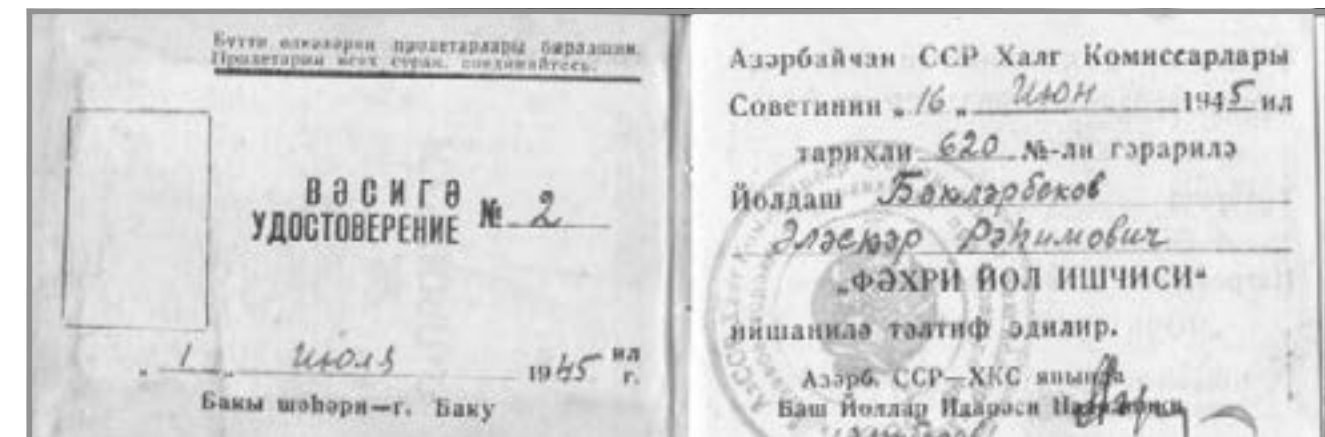 Бүтүн өлкәләрин пролетарлары бирләшин.
Пролетарии всех стран, соединяйтесь.
ВӘСИГӘ
УДОСТОВЕРЕНИЕ
№ 2
„ 1 „ июля 1945 ил г.
Бакы шәһәри—г. Баку
Азәрбайҹан ССР Халг Комиссарлары
Советинин „ 16 „ июн 1945 ил
тарихли 620 №-ли гәрарилә
Йолдаш Бәкләрбеков
Әләскәр Рәһимович
„ФӘХРИ ЙОЛ ИШЧИСИ“
нишанилә тәлтиф эдилир.
Азәрб. ССР—ХКС янында
Баш Йоллар Идарәси